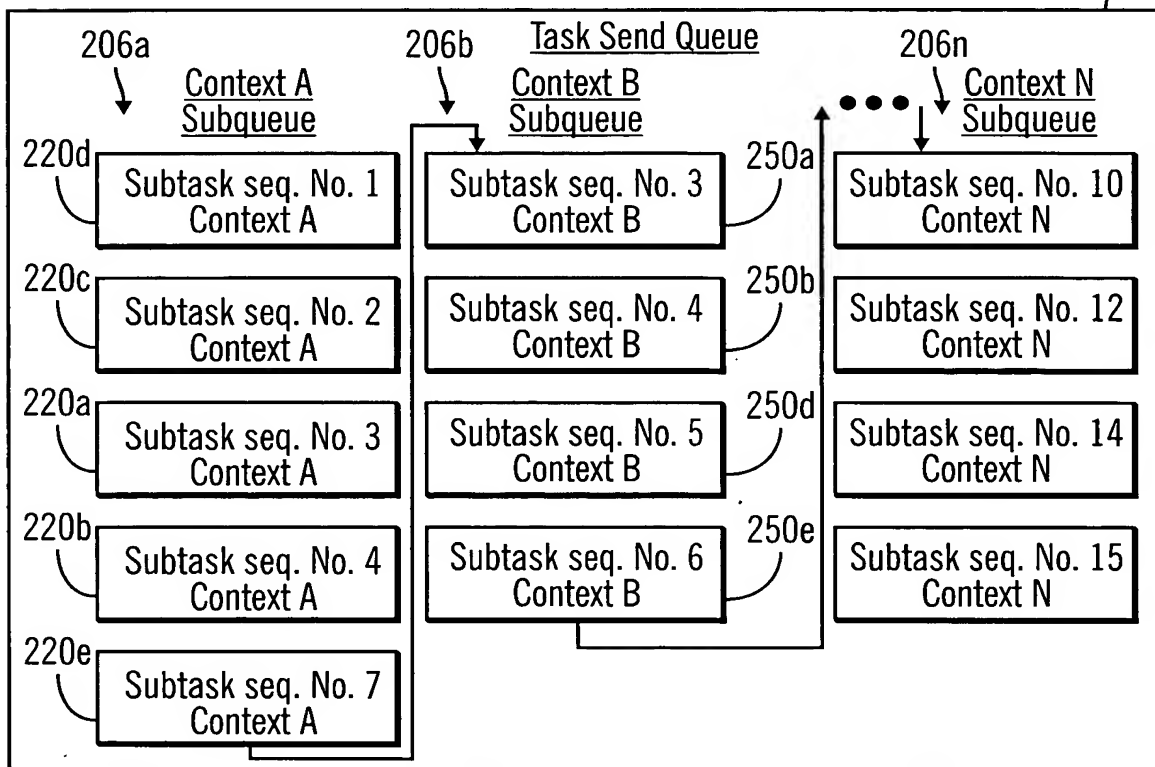 Task Send Queue
206a
Context A
Subqueue
220d
Subtask seq. No. 1
Context A
220c
Subtask seq. No. 2
Context A
220a
Subtask seq. No. 3
Context A
220b
Subtask seq. No. 4
Context A
220e
Subtask seq. No. 7
Context A
206b
Context B
Subqueue
Subtask seq. No. 3
Context B
250a
Subtask seq. No. 4
Context B
250b
Subtask seq. No. 5
Context B
250d
Subtask seq. No. 6
Context B
250e
206n
Context N
Subqueue
Subtask seq. No. 10
Context N
Subtask seq. No. 12
Context N
Subtask seq. No. 14
Context N
Subtask seq. No. 15
Context N